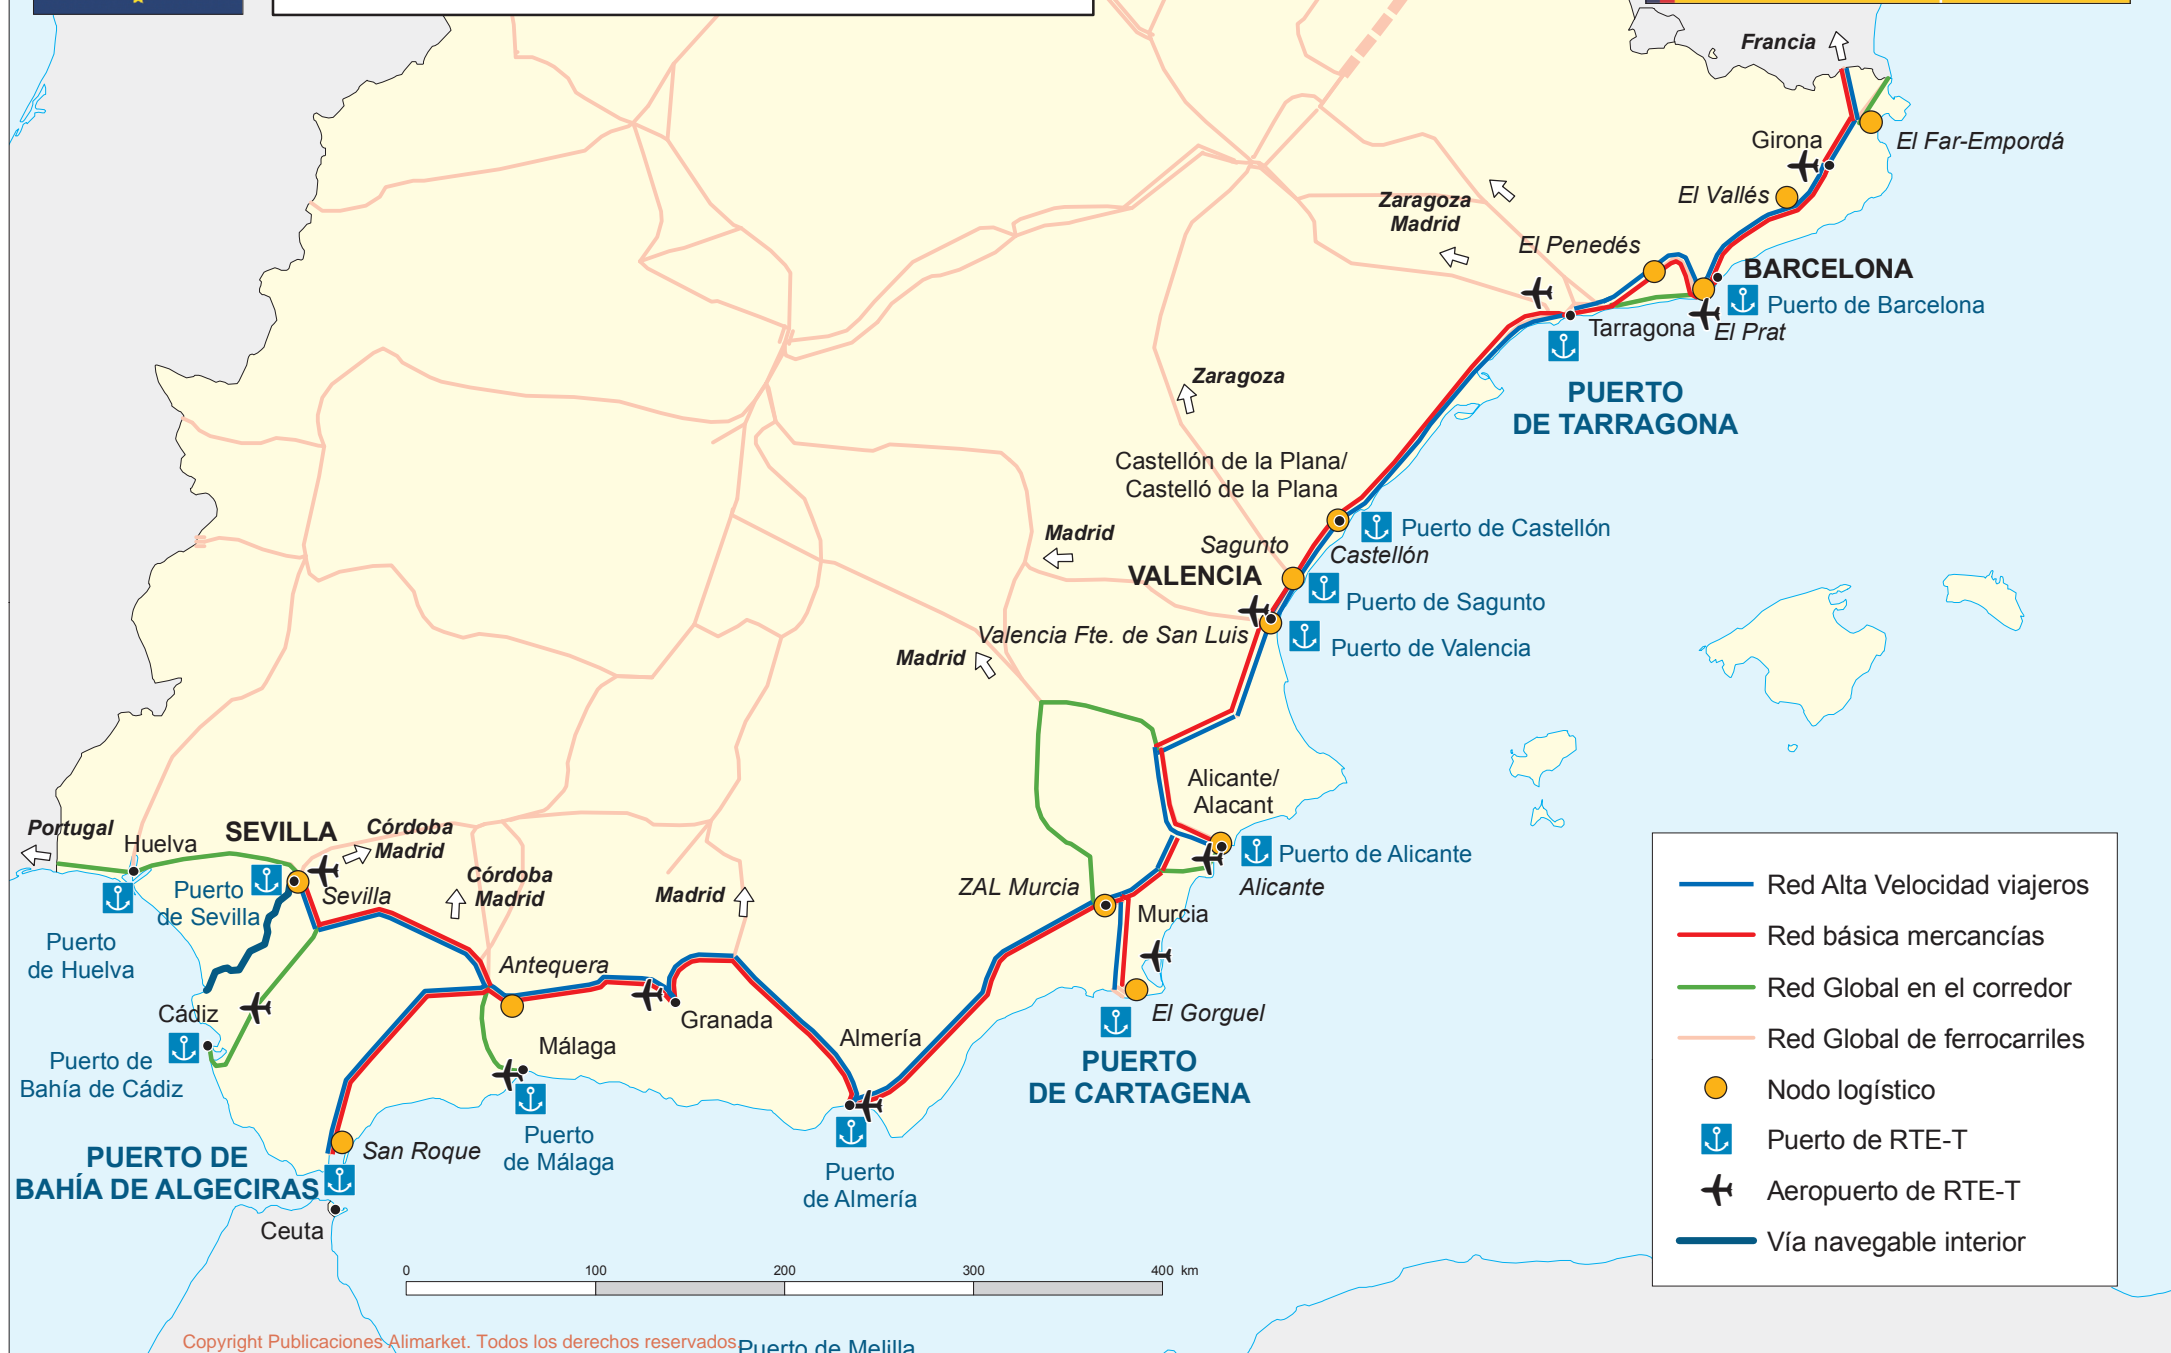 Francia
Girona
El Far-Empordá
El Vallés
Zaragoza
Madrid
El Penedés
BARCELONA
Puerto de Barcelona
Tarragona
El Prat
Zaragoza
PUERTO
DE TARRAGONA
Castellón de la Plana/
Castelló de la Plana
Puerto de Castellón
Madrid
Sagunto
Castellón
VALENCIA
Puerto de Sagunto
Valencia Fte. de San Luis
Puerto de Valencia
Madrid
Alicante/
Alacant
Puerto de Alicante
Alicante
ZAL Murcia
Murcia
El Gorguel
PUERTO
DE CARTAGENA
Portugal
Huelva
SEVILLA
Córdoba
Madrid
Puerto
de Sevilla
Sevilla
Córdoba
Madrid
Madrid
Puerto
de Huelva
Antequera
Cádiz
Granada
Almería
Málaga
Puerto de
Bahía de Cádiz
San Roque
Puerto
de Málaga
PUERTO DE
BAHÍA DE ALGECIRAS
Puerto
de Almería
Ceuta
Red Alta Velocidad viajeros
Red básica mercancías
Red Global en el corredor
Red Global de ferrocarriles
Nodo logístico
Puerto de RTE-T
Aeropuerto de RTE-T
Vía navegable interior
0 100 200 300 400 km
Copyright Publicaciones Alimarket. Todos los derechos reservados.
Puerto de Melilla